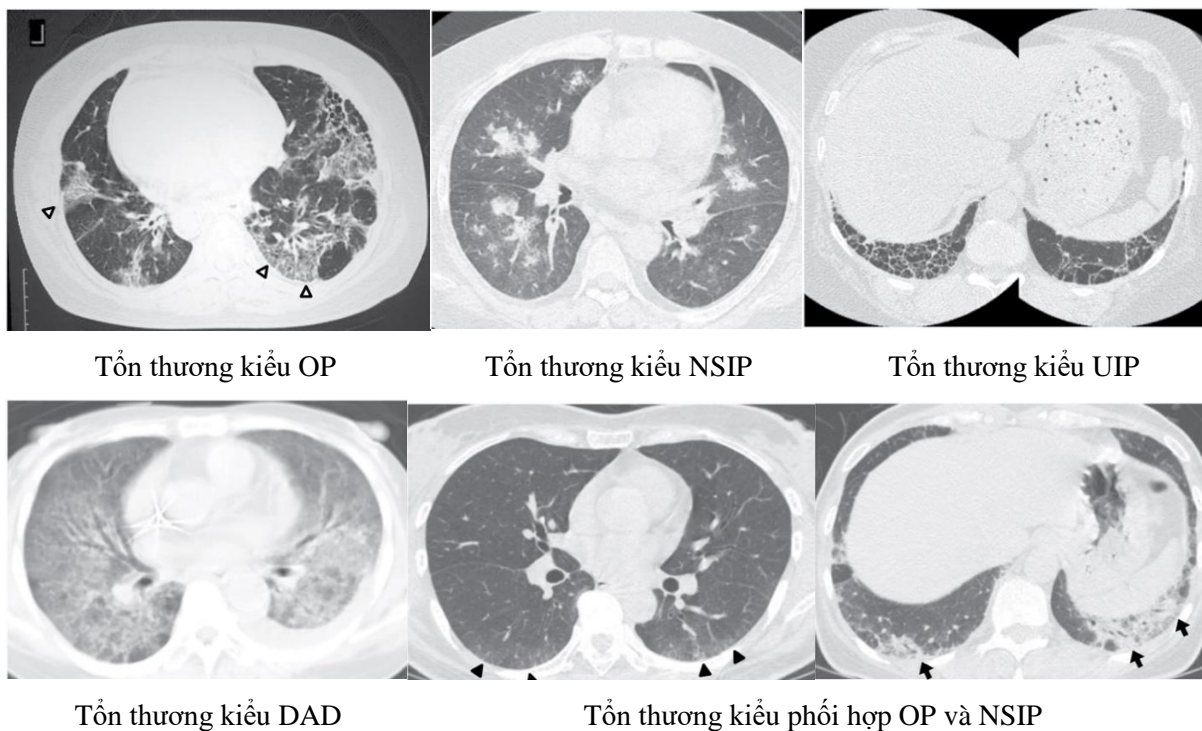 Tổn thương kiểu OP
Tổn thương kiểu NSIP
Tổn thương kiểu UIP
Tổn thương kiểu DAD
Tổn thương kiểu phối hợp OP và NSIP